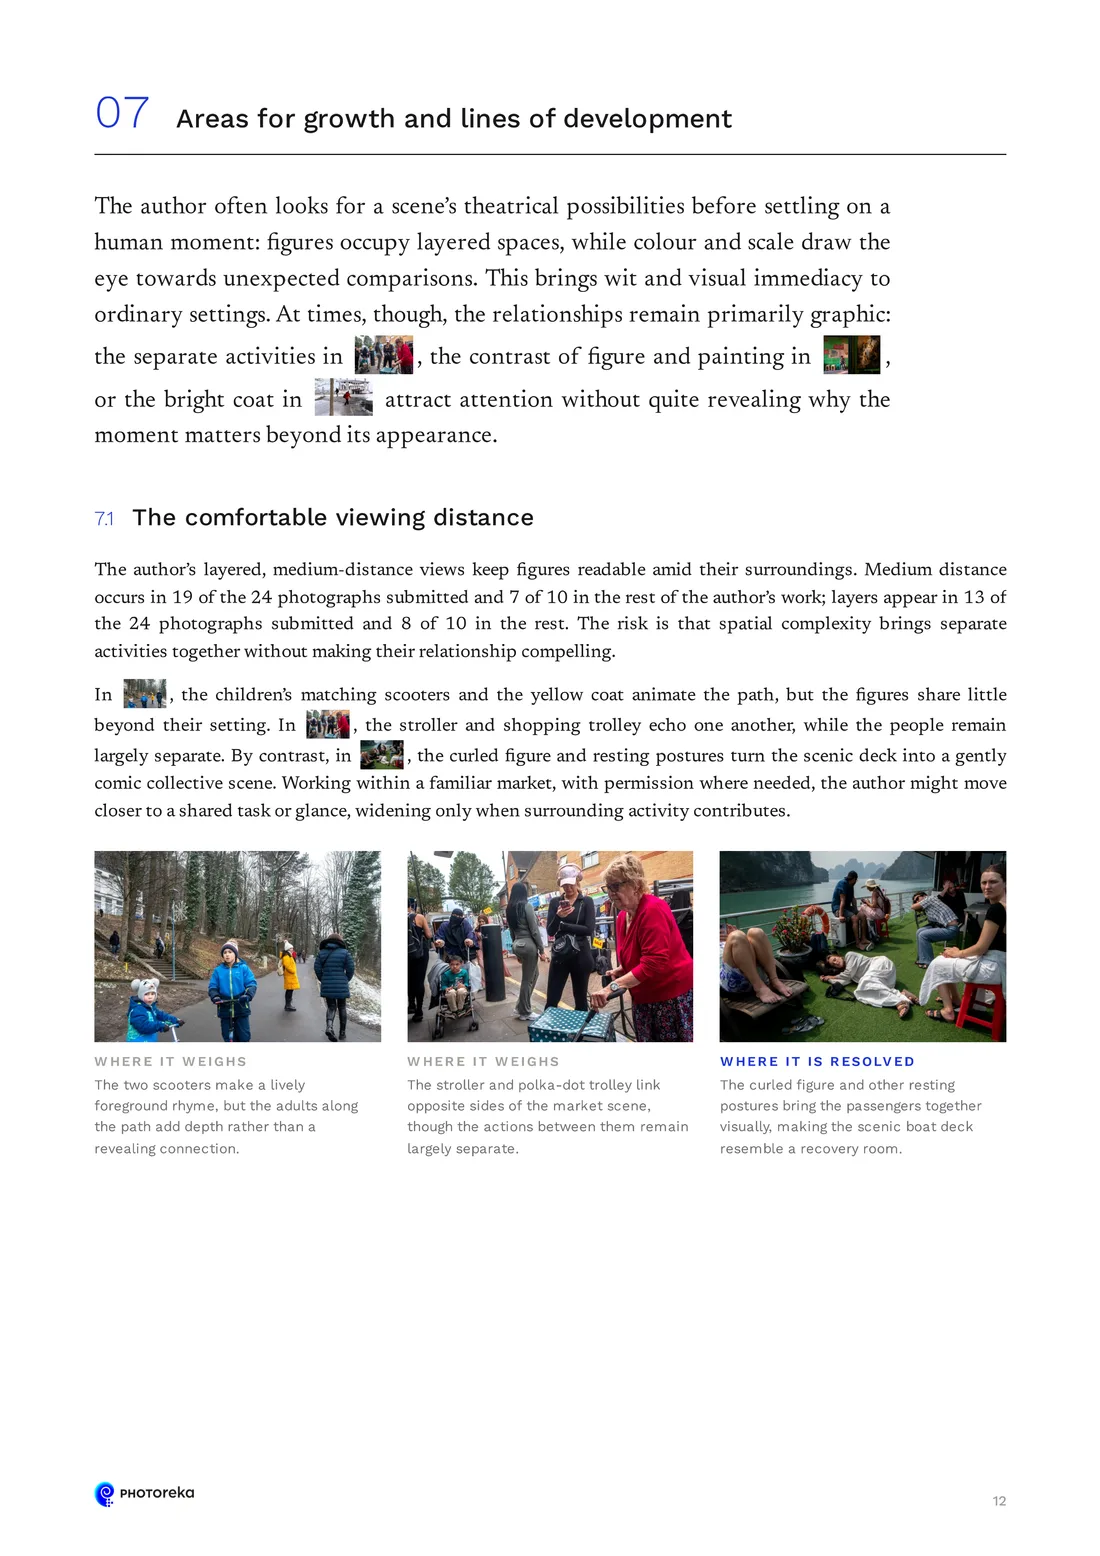 07 Areas for growth and lines of development
The author often looks for a scene’s theatrical possibilities before settling on a
human moment: figures occupy layered spaces, while colour and scale draw the
eye towards unexpected comparisons. This brings wit and visual immediacy to
ordinary settings. At times, though, the relationships remain primarily graphic:
the separate activities in , the contrast of figure and painting in ,
or the bright coat in attract attention without quite revealing why the
moment matters beyond its appearance.
7.1 The comfortable viewing distance
The author’s layered, medium-distance views keep figures readable amid their surroundings. Medium distance
occurs in 19 of the 24 photographs submitted and 7 of 10 in the rest of the author’s work; layers appear in 13 of
the 24 photographs submitted and 8 of 10 in the rest. The risk is that spatial complexity brings separate
activities together without making their relationship compelling.
In , the children’s matching scooters and the yellow coat animate the path, but the figures share little
beyond their setting. In , the stroller and shopping trolley echo one another, while the people remain
largely separate. By contrast, in , the curled figure and resting postures turn the scenic deck into a gently
comic collective scene. Working within a familiar market, with permission where needed, the author might move
closer to a shared task or glance, widening only when surrounding activity contributes.
WHERE IT WEIGHS
The two scooters make a lively
foreground rhyme, but the adults along
the path add depth rather than a
revealing connection.
WHERE IT WEIGHS
The stroller and polka-dot trolley link
opposite sides of the market scene,
though the actions between them remain
largely separate.
WHERE IT IS RESOLVED
The curled figure and other resting
postures bring the passengers together
visually, making the scenic boat deck
resemble a recovery room.
PHOTOreka
12